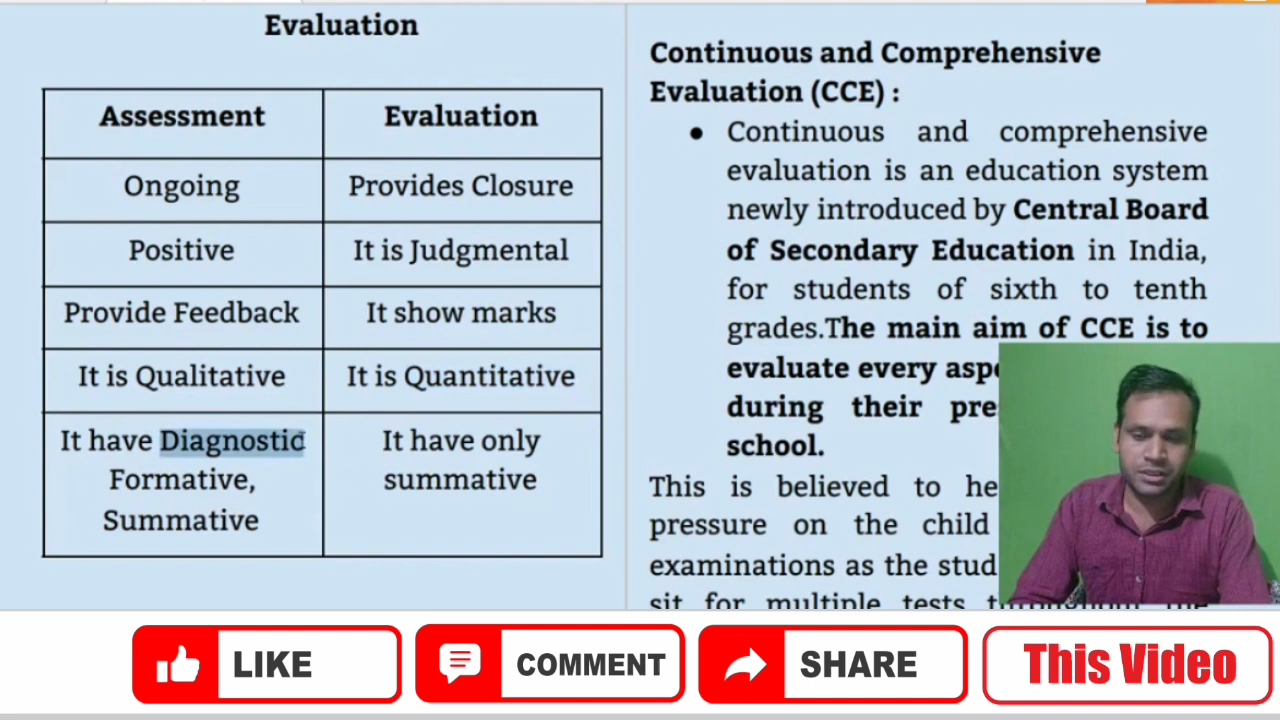 Evaluation
Assessment
Evaluation
Ongoing
Provides Closure
Positive
It is Judgmental
Provide Feedback
It show marks
It is Qualitative
It is Quantitative
It have Diagnostic
Formative,
Summative
It have only
summative
Continuous and Comprehensive
Evaluation (CCE) :
• Continuous and comprehensive
evaluation is an education system
newly introduced by Central Board
of Secondary Education in India,
for students of sixth to tenth
grades.The main aim of CCE is to
evaluate every
during their
school.
This is believed to
pressure on the child
examinations as the
sit for multiple tests
LIKE
COMMENT
SHARE
This Video